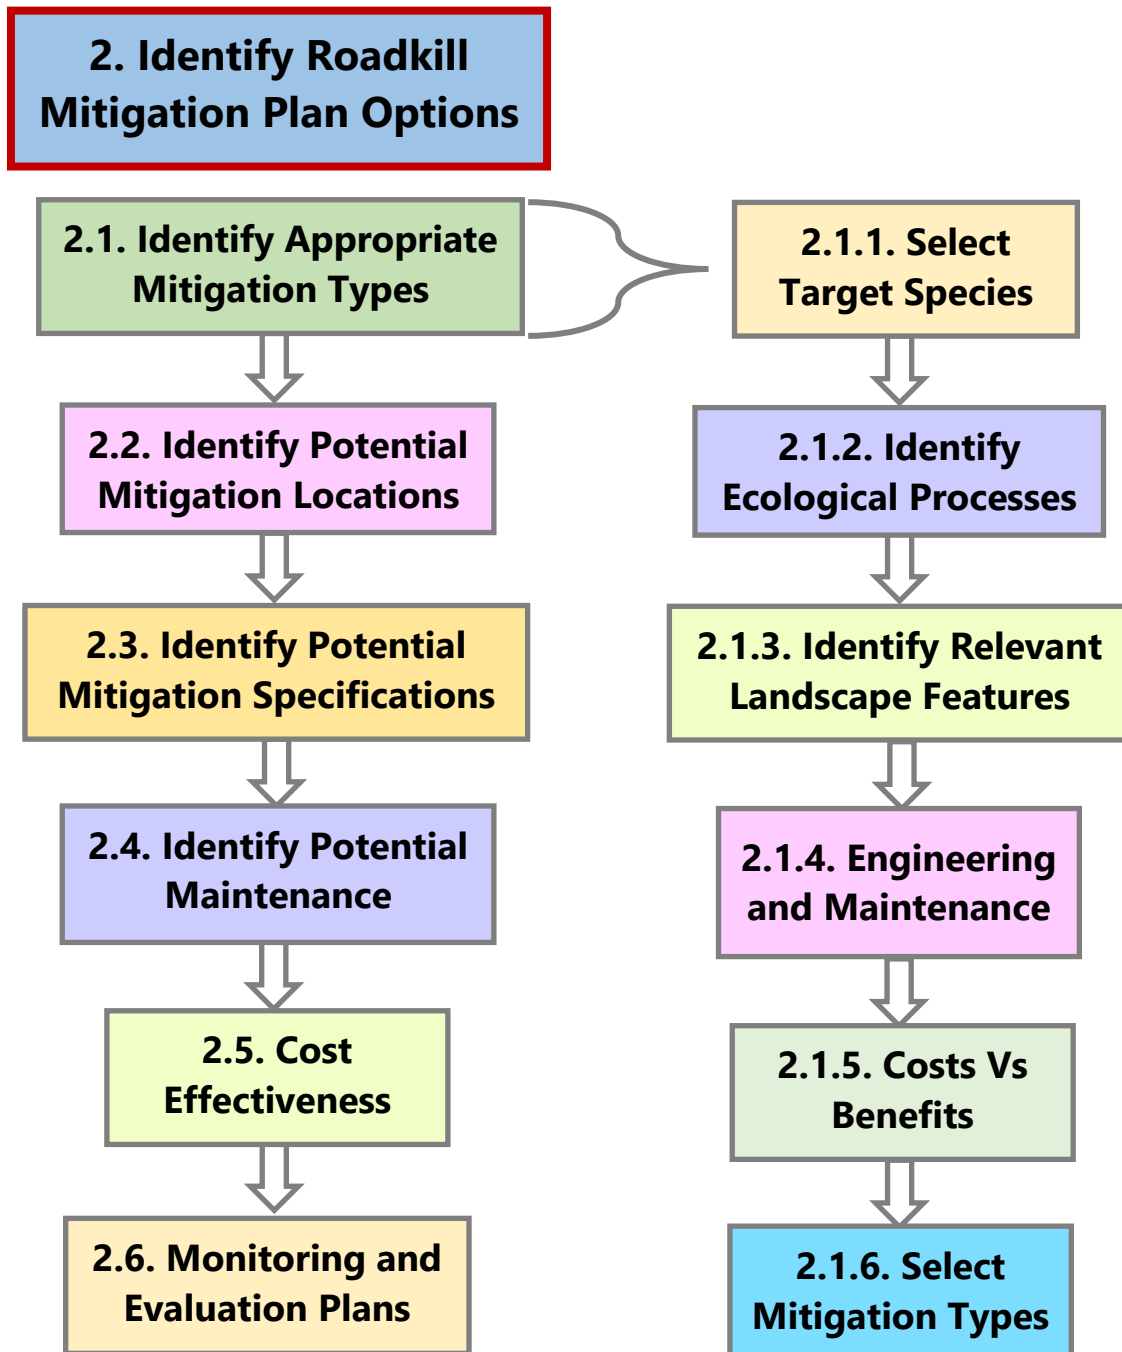 2. Identify Roadkill
Mitigation Plan Options
2.1. Identify Appropriate
Mitigation Types
2.2. Identify Potential
Mitigation Locations
2.3. Identify Potential
Mitigation Specifications
2.4. Identify Potential
Maintenance
2.5. Cost
Effectiveness
2.6. Monitoring and
Evaluation Plans
2.1.1. Select
Target Species
2.1.2. Identify
Ecological Processes
2.1.3. Identify Relevant
Landscape Features
2.1.4. Engineering
and Maintenance
2.1.5. Costs Vs
Benefits
2.1.6. Select
Mitigation Types